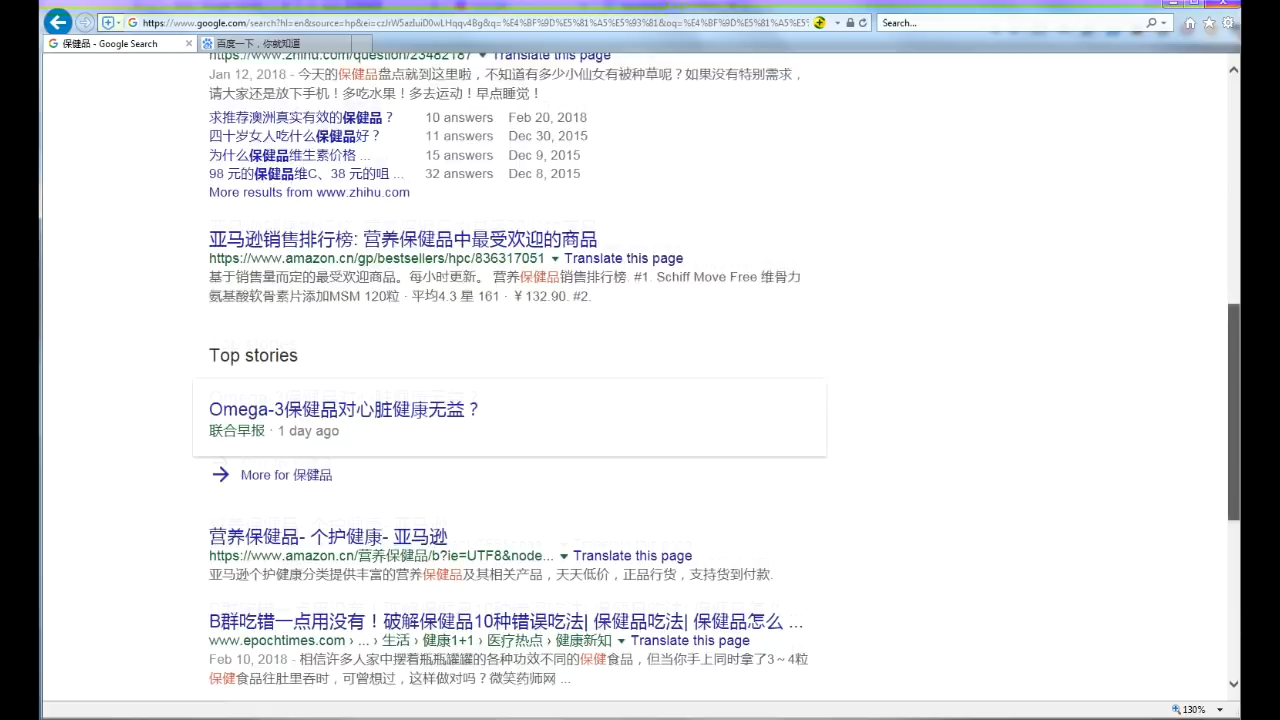 https://www.google.com/search?hl=en&source=hp&ei=czJrW5azIuiD0wLHqqv4Bg&q=%E4%BF%9D%E5%81%A5%E5%93%81&oq=%E4%BF%9D%E5%81%A5%E5
Search...
保健品 - Google Search
百度一下，你就知道
https://www.zhihu.com/question/23482187 Translate this page
Jan 12, 2018 - 今天的保健品盘点就到这里啦，不知道有多少小仙女有被种草呢？如果没有特别需求，
请大家还是放下手机！多吃水果！多去运动！早点睡觉！
求推荐澳洲真实有效的保健品？ 10 answers Feb 20, 2018
四十岁女人吃什么保健品好？ 11 answers Dec 30, 2015
为什么保健品维生素价格 ... 15 answers Dec 9, 2015
98 元的保健品维C、38 元的咀 ... 32 answers Dec 8, 2015
More results from www.zhihu.com
亚马逊销售排行榜: 营养保健品中最受欢迎的商品
https://www.amazon.cn/gp/bestsellers/hpc/836317051 Translate this page
基于销售量而定的最受欢迎商品。每小时更新。 营养保健品销售排行榜. #1. Schiff Move Free 维骨力
氨基酸软骨素片添加MSM 120粒 · 平均4.3 星 161 · ￥132.90. #2.
Top stories
Omega-3保健品对心脏健康无益？
联合早报 · 1 day ago
More for 保健品
营养保健品- 个护健康- 亚马逊
https://www.amazon.cn/营养保健品/b?ie=UTF8&node... Translate this page
亚马逊个护健康分类提供丰富的营养保健品及其相关产品，天天低价，正品行货，支持货到付款.
B群吃错一点用没有！破解保健品10种错误吃法| 保健品吃法| 保健品怎么 ...
www.epochtimes.com › ... › 生活 › 健康1+1 › 医疗热点 › 健康新知 Translate this page
Feb 10, 2018 - 相信许多人家中摆着瓶瓶罐罐的各种功效不同的保健食品，但当你手上同时拿了3～4粒
保健食品往肚里吞时，可曾想过，这样做对吗？微笑药师网 ...
130%